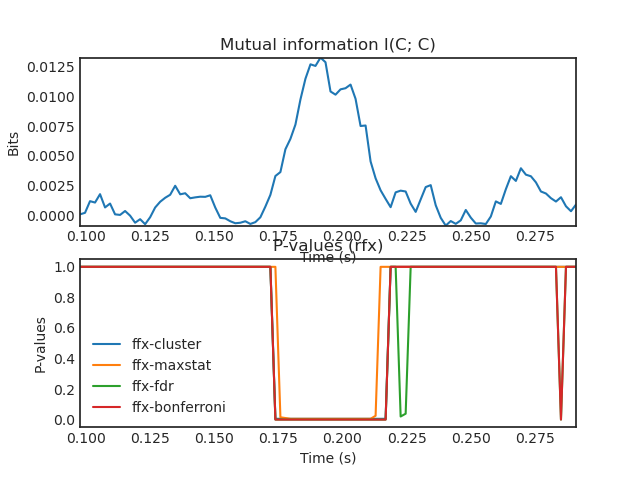 Mutual information I(C; C)
0.0125
0.0100
0.0075
0.0050
0.0025
0.0000
Bits
0.100 0.125 0.150 0.175 0.200 0.225 0.250 0.275
Time (s)
P-values (rfx)
1.0
0.8
0.6
0.4
0.2
0.0
P-values
ffx-cluster
ffx-maxstat
ffx-fdr
ffx-bonferroni
0.100 0.125 0.150 0.175 0.200 0.225 0.250 0.275
Time (s)